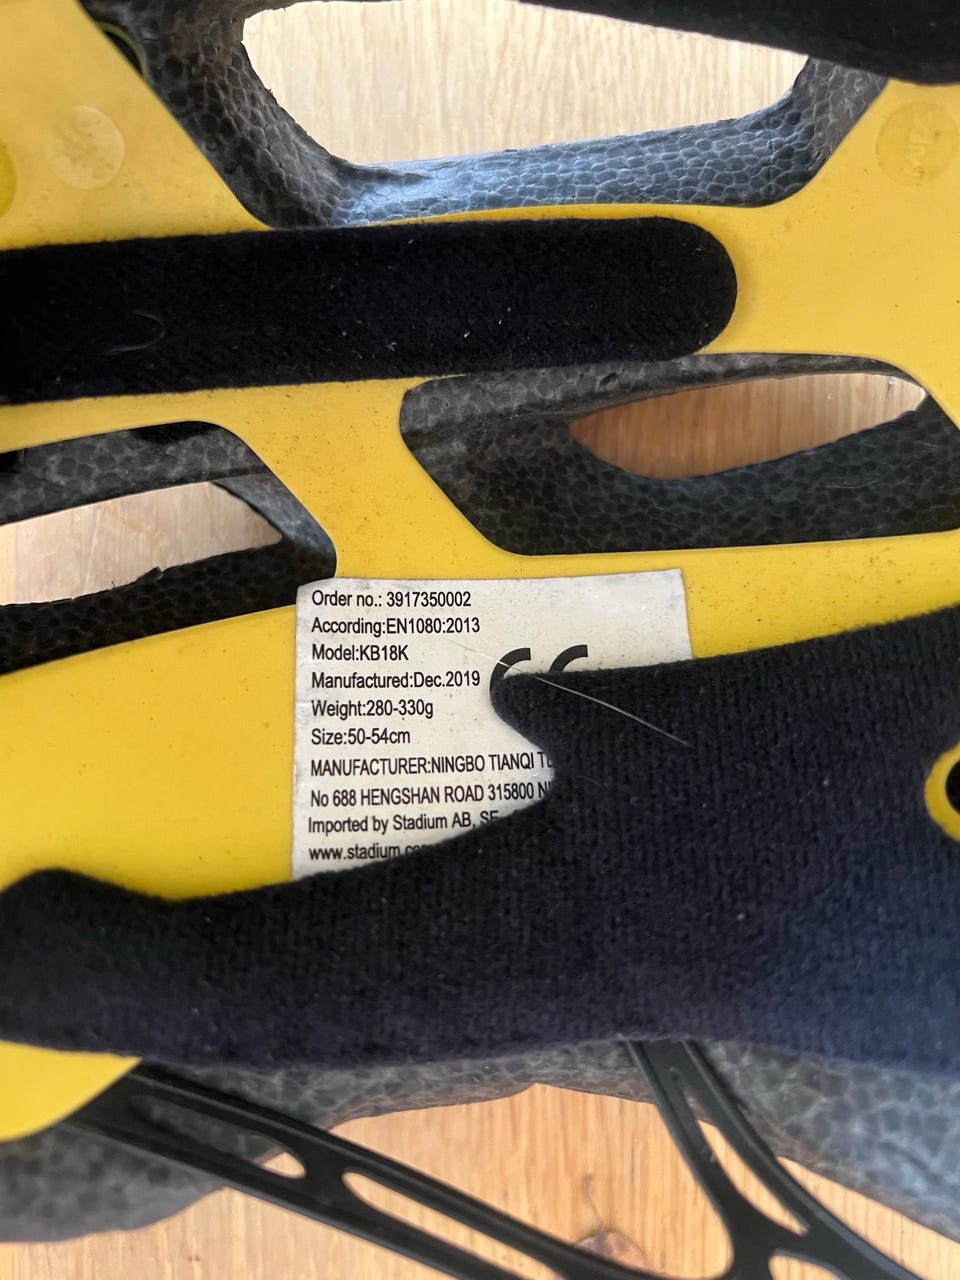 Order no.: 3917350002
According:EN1080:2013
Model:KB18K
Manufactured:Dec.2019
CE
Weight:280-330g
Size:50-54cm
MANUFACTURER:NINGBO TIANQI
No 688 HENGSHAN ROAD 315800
Imported by Stadium AB,
www.stadium